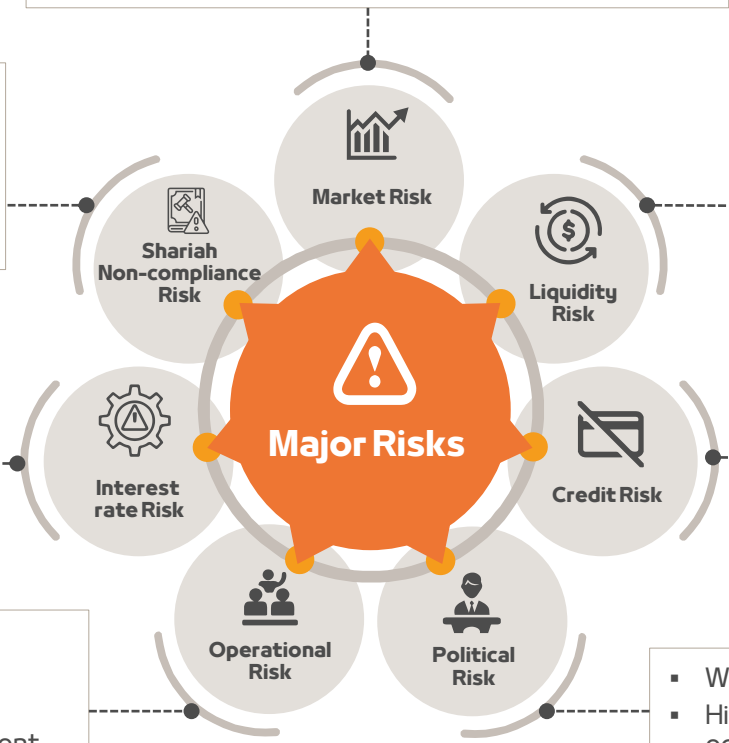 Market Risk
Shariah
Non-compliance
Risk
$
Liquidity
Risk
Major Risks
Interest
rate Risk
Credit Risk
Operational
Risk
Political
Risk
▪ W
▪ Hi